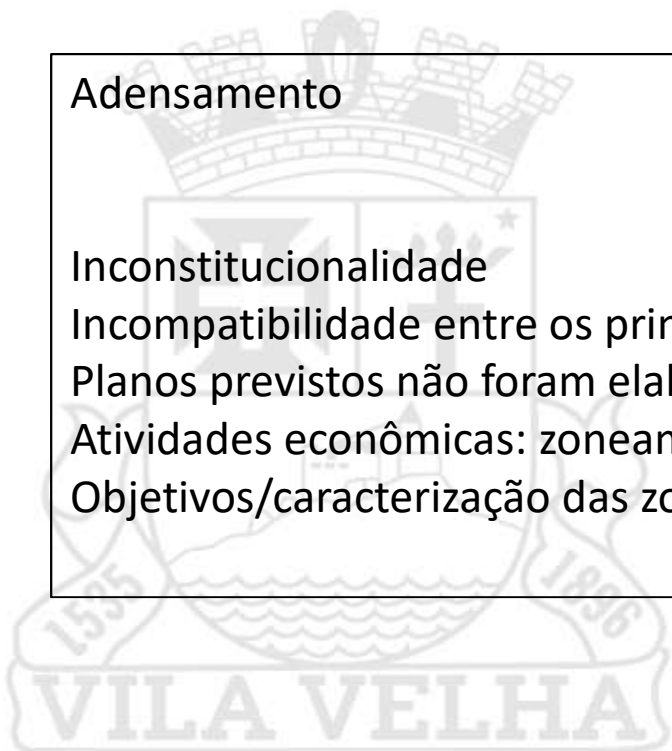 Adensamento
Inconstitucionalidade
Incompatibilidade entre os
Planos previstos não foram
Atividades econômicas:
Objetivos/caracterização das
1535
1896
VILA VELHA